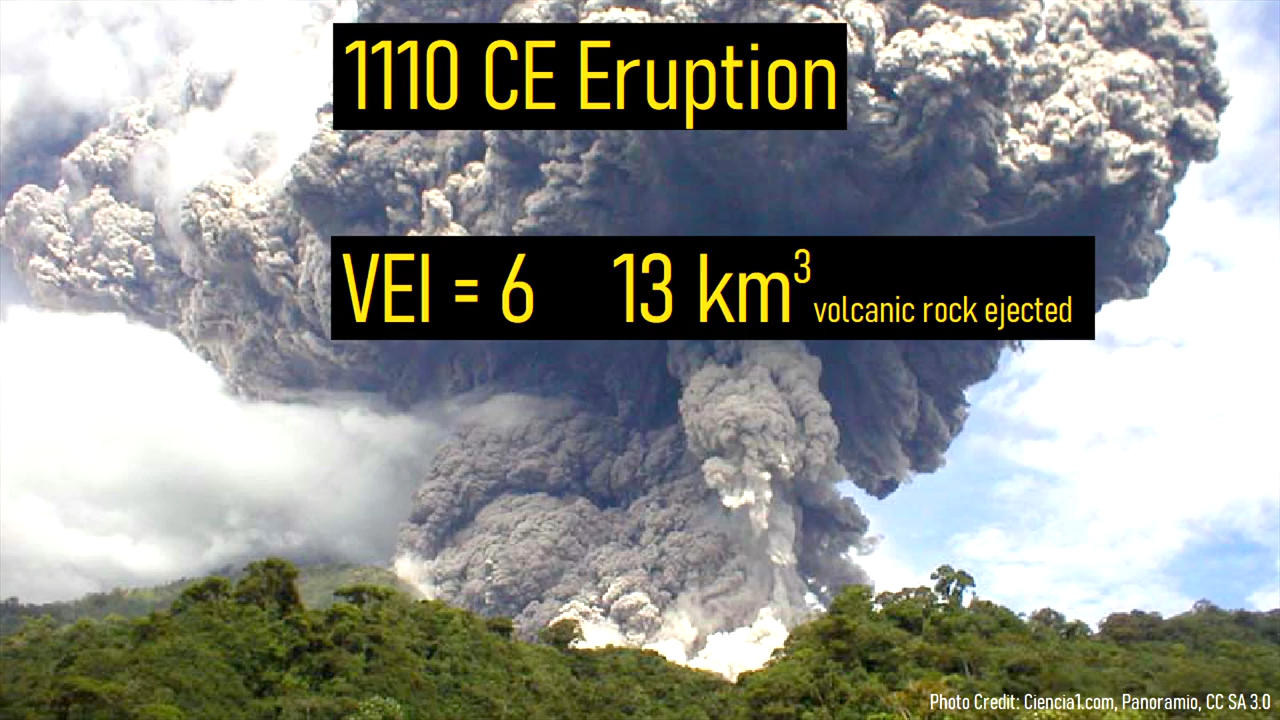 1110 CE Eruption
VEI = 6 13 km³ volcanic rock ejected
Photo Credit: Ciencia1.com, Panoramio, CC SA 3.0